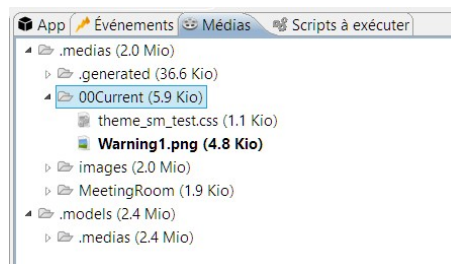 App Événements Médias Scripts à exécuter
.medias (2.0 Mio)
.generated (36.6 Kio)
00Current (5.9 Kio)
theme_sm_test.css (1.1 Kio)
Warning1.png (4.8 Kio)
images (2.0 Mio)
MeetingRoom (1.9 Kio)
.models (2.4 Mio)
.medias (2.4 Mio)